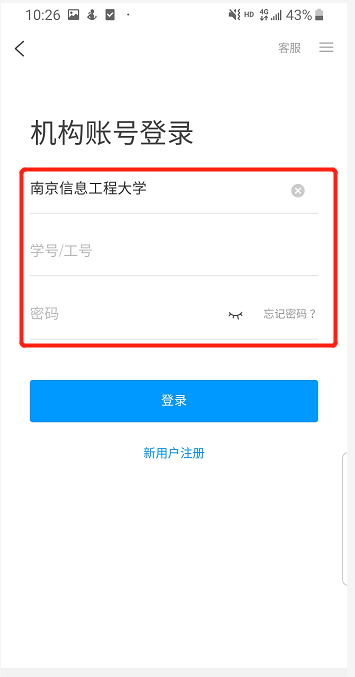 10:26 HD 4G 43%
客服
机构账号登录
南京信息工程大学
学号/工号
密码 忘记密码？
登录
新用户注册